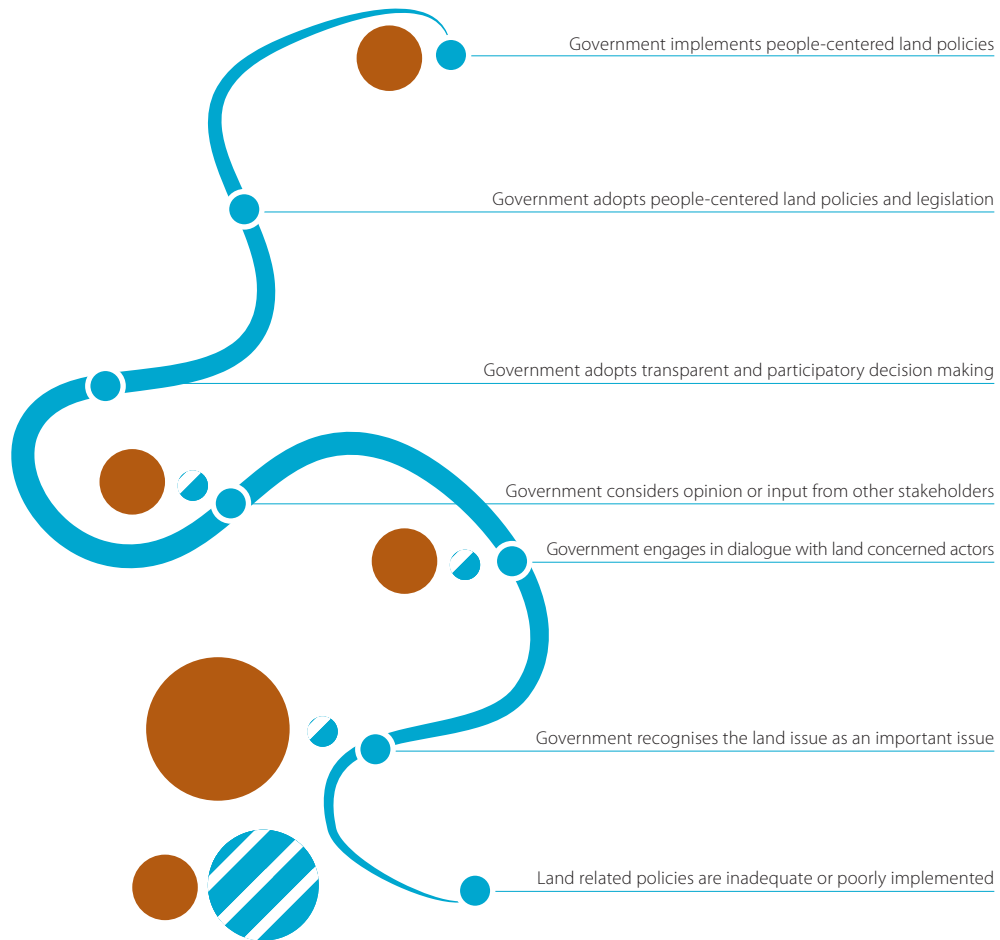 Government implements people-centered land policies
Government adopts people-centered land policies and legislation
Government adopts transparent and participatory decision making
Government considers opinion or input from other stakeholders
Government engages in dialogue with land concerned actors
Government recognises the land issue as an important issue
Land related policies are inadequate or poorly implemented